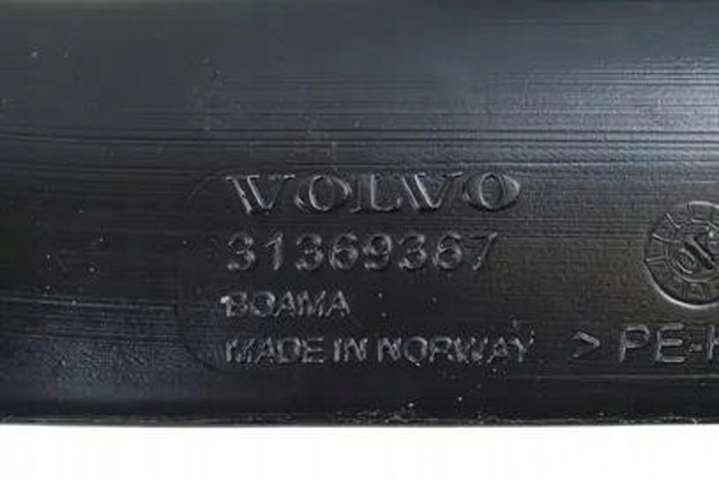 VOLVO
31369367
BOAMA
MADE IN NORWAY > PE-H